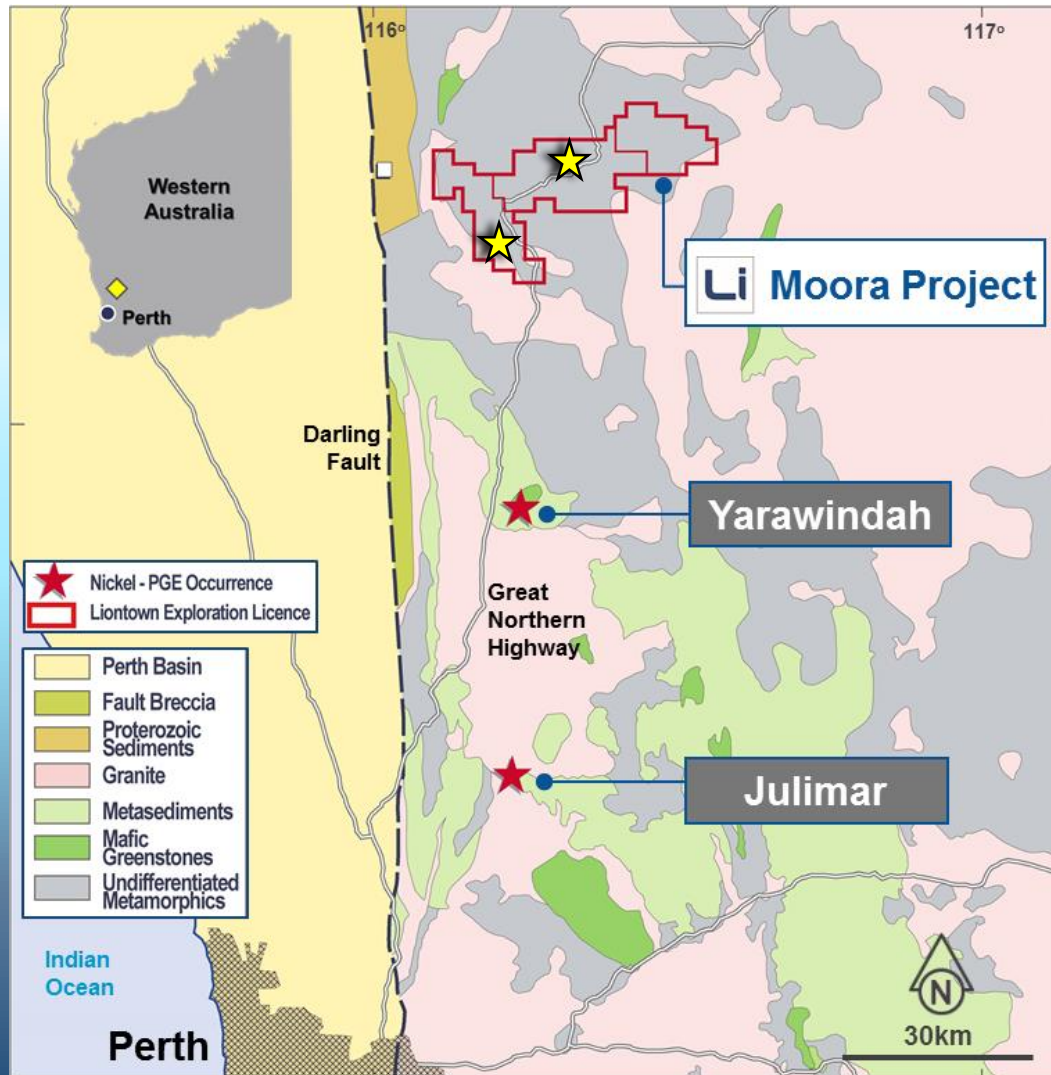 116°
117°
Western
Australia
Perth
Li Moora Project
Darling
Fault
Yarawindah
Great
Northern
Highway
Nickel - PGE Occurrence
Liontown Exploration Licence
Perth Basin
Fault Breccia
Proterozoic
Sediments
Granite
Metasediments
Mafic
Greenstones
Undifferentiated
Metamorphics
Julimar
Indian
Ocean
Perth
N
30km